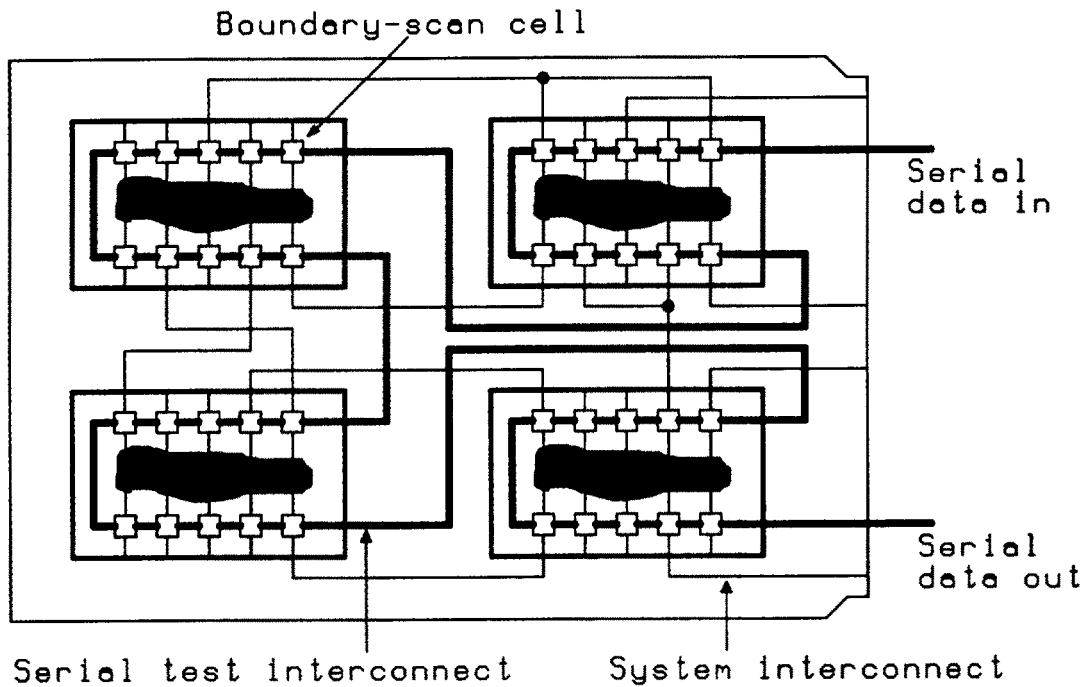 Boundary-scan cell
Serial
data in
Serial
data out
Serial test interconnect
System interconnect